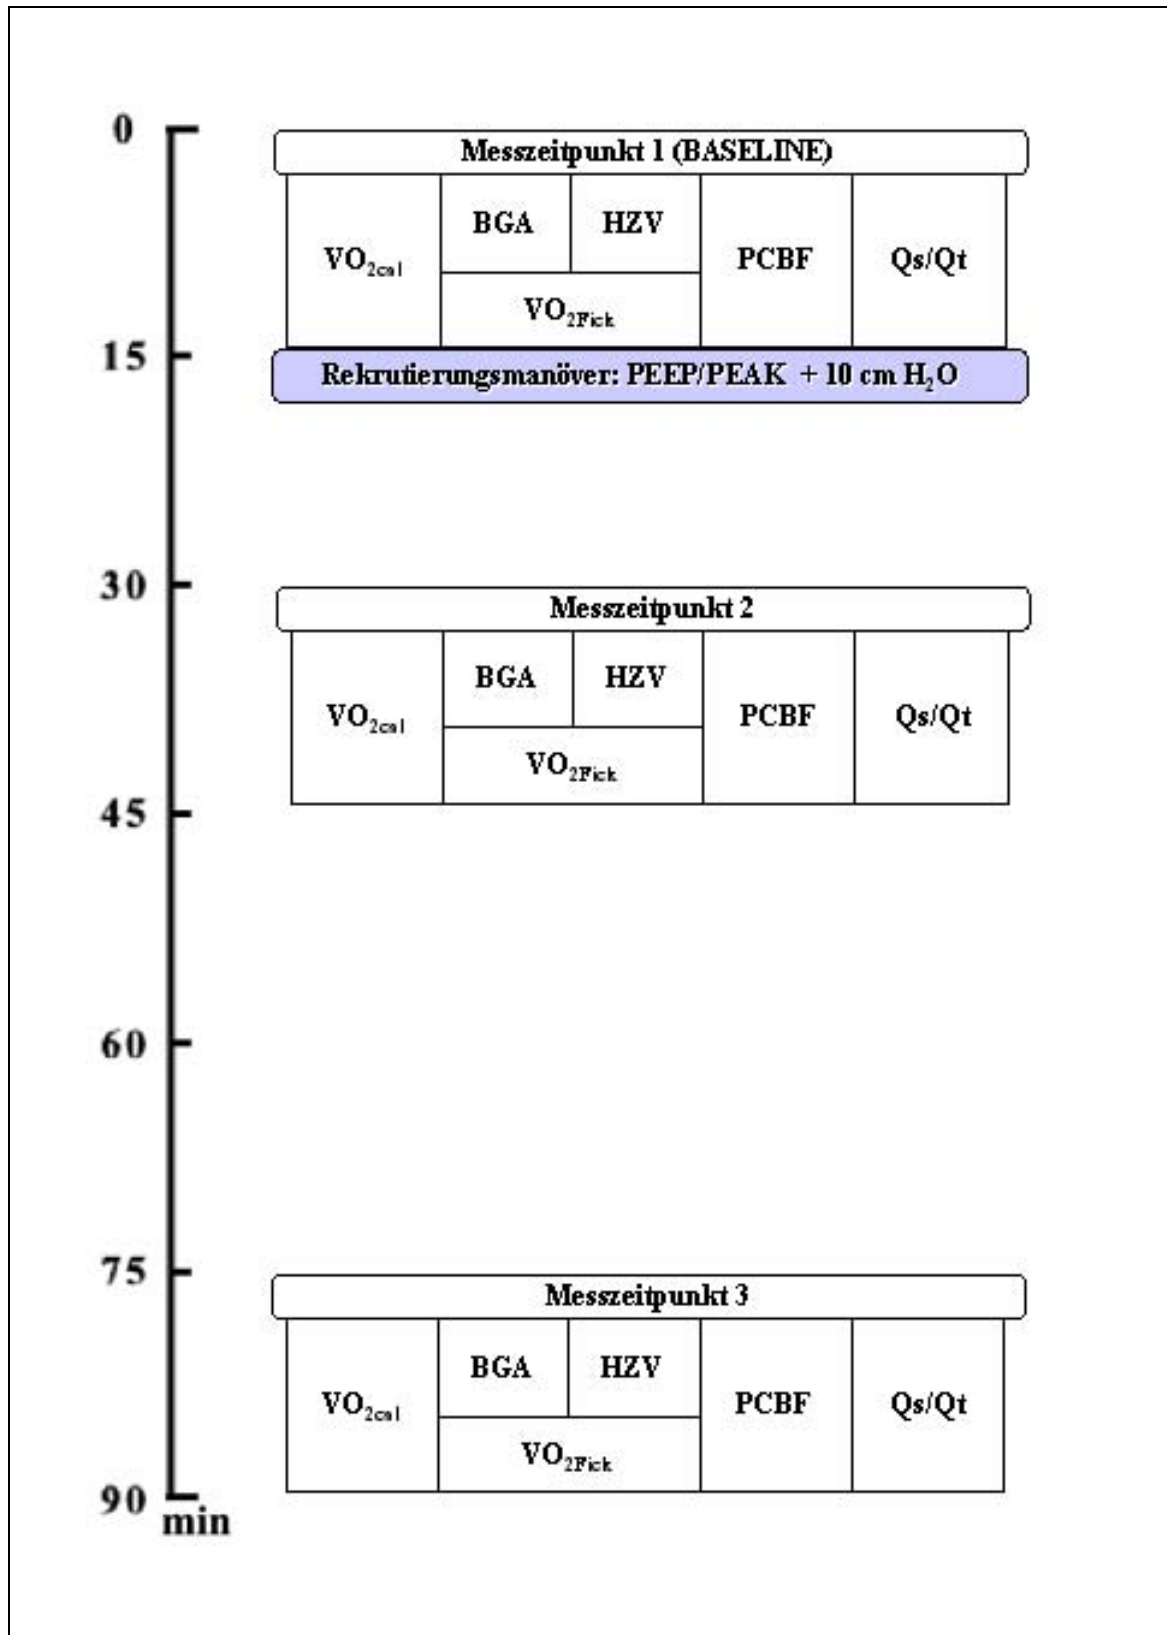 0
Messzeitpunkt 1 (BASELINE)
BGA HZV
VO2cal PCBF Qs/Qt
VO2Fick
15
Rekrutierungsmanöver: PEEP/PEAK + 10 cm H2O
30
Messzeitpunkt 2
BGA HZV
VO2cal PCBF Qs/Qt
VO2Fick
45
60
75
Messzeitpunkt 3
BGA HZV
VO2cal PCBF Qs/Qt
VO2Fick
90
min